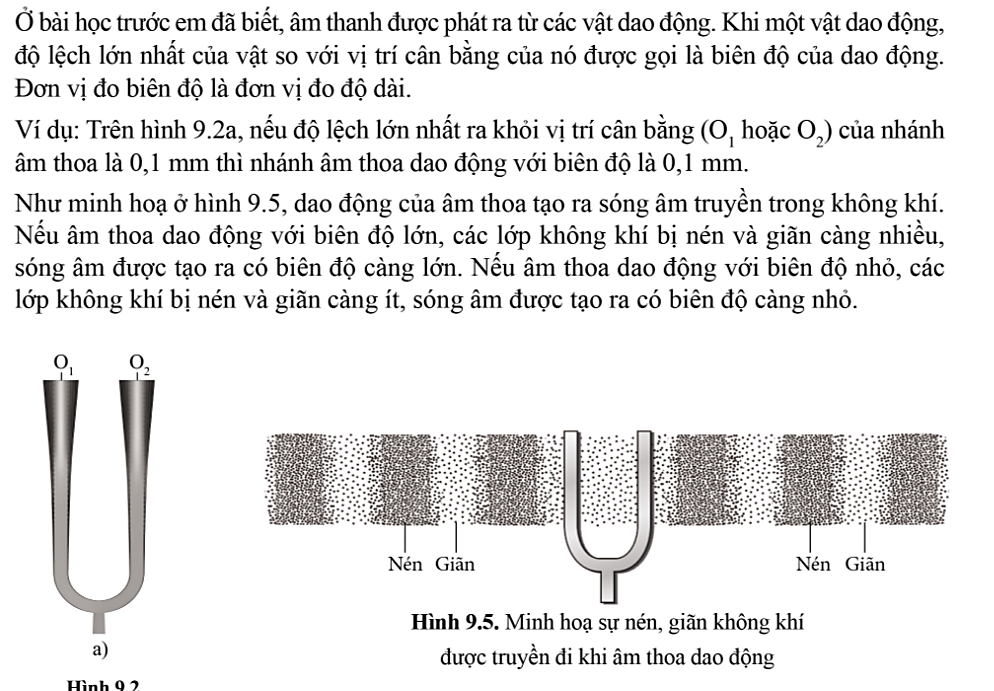 Ở bài học trước em đã biết, âm thanh được phát ra từ các vật dao động. Khi một vật dao động,
độ lệch lớn nhất của vật so với vị trí cân bằng của nó được gọi là biên độ của dao động.
Đơn vị đo biên độ là đơn vị đo độ dài.
Ví dụ: Trên hình 9.2a, nếu độ lệch lớn nhất ra khỏi vị trí cân bằng (O₁ hoặc O₂) của nhánh
âm thoa là 0,1 mm thì nhánh âm thoa dao động với biên độ là 0,1 mm.
Như minh hoạ ở hình 9.5, dao động của âm thoa tạo ra sóng âm truyền trong không khí.
Nếu âm thoa dao động với biên độ lớn, các lớp không khí bị nén và giãn càng nhiều,
sóng âm được tạo ra có biên độ càng lớn. Nếu âm thoa dao động với biên độ nhỏ, các
lớp không khí bị nén và giãn càng ít, sóng âm được tạo ra có biên độ càng nhỏ.
O₁ O₂
a)
Hình 9.2
Nén Giãn
Nén Giãn
Hình 9.5. Minh hoạ sự nén, giãn không khí
được truyền đi khi âm thoa dao động